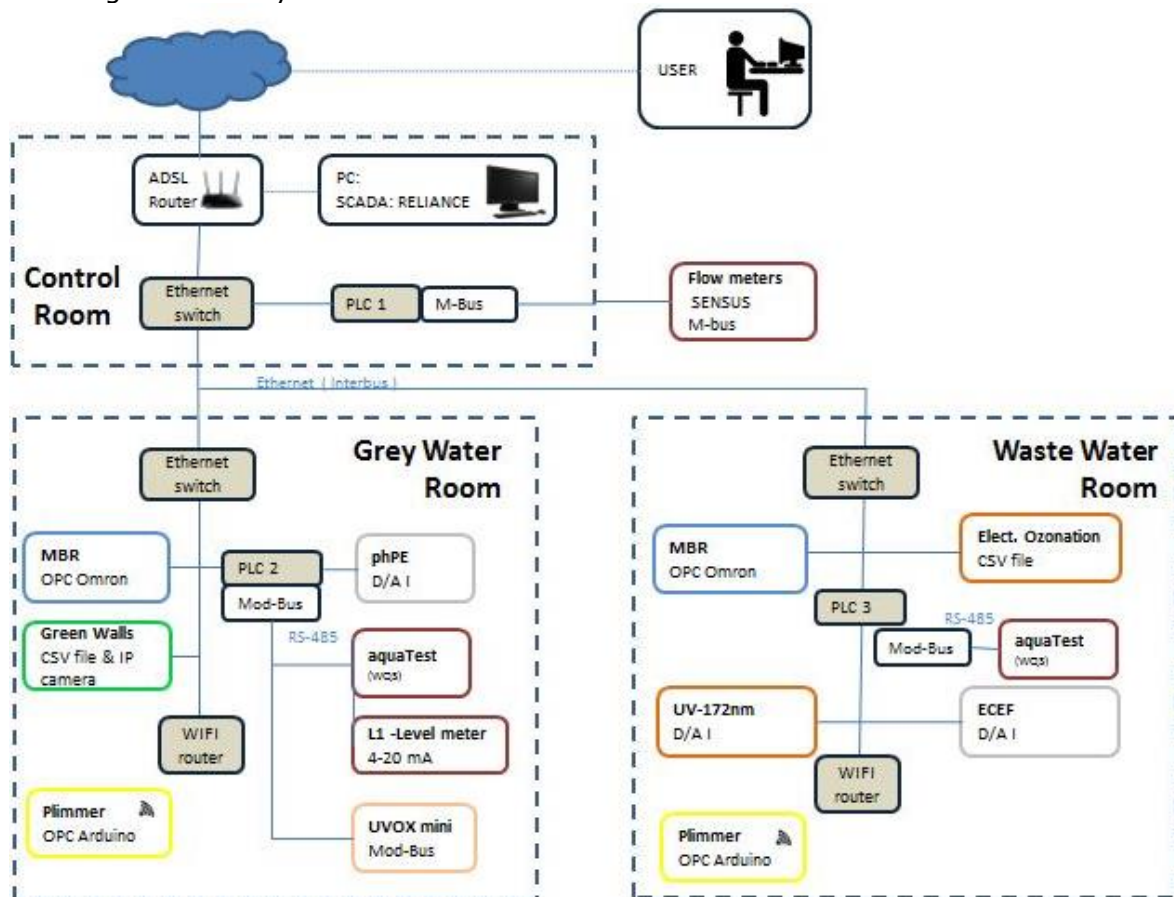 USER
ADSL
Router
PC:
SCADA: RELIANCE
Control
Room
Ethernet
switch
PLC 1
M-Bus
Flow meters
SENSUS
M-bus
Ethernet ( Interbus )
Grey Water
Room
Ethernet
switch
MBR
OPC Omron
PLC 2
Mod-Bus
phPE
D/A I
RS-485
Green Walls
CSV file & IP
camera
aquaTest
(WQS)
WIFI
router
L1 -Level meter
4-20 mA
Plimmer
OPC Arduino
UVOX mini
Mod-Bus
Waste Water
Room
Ethernet
switch
MBR
OPC Omron
Elect. Ozonation
CSV file
PLC 3
RS-485
Mod-Bus
aquaTest
(WQS)
UV-172nm
D/A I
ECEF
D/A I
WIFI
router
Plimmer
OPC Arduino